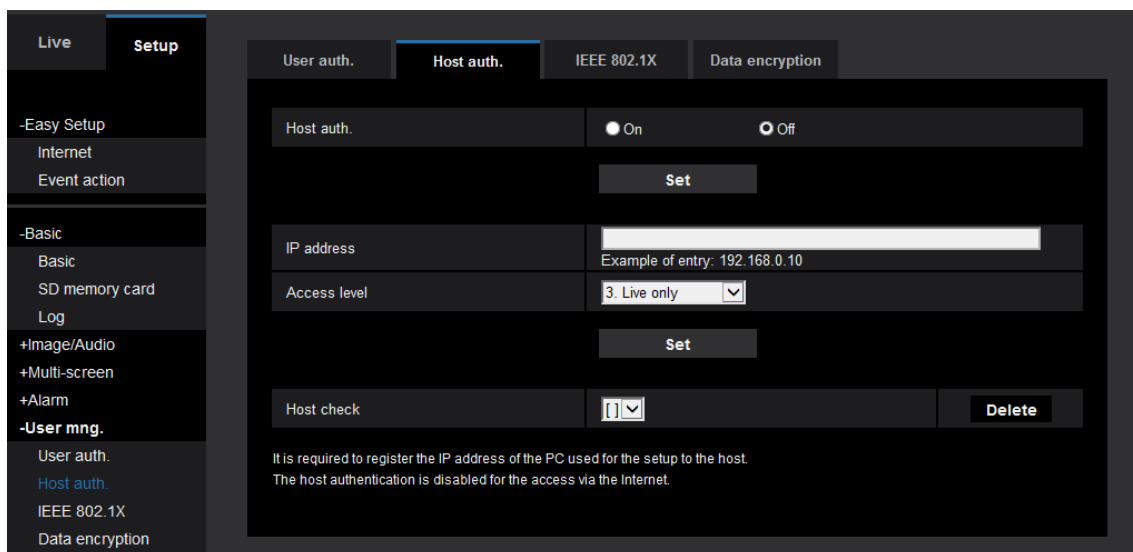 Live
Setup
-Easy Setup
Internet
Event action
-Basic
Basic
SD memory card
Log
+Image/Audio
+Multi-screen
+Alarm
-User mng.
User auth.
Host auth.
IEEE 802.1X
Data encryption
User auth.
Host auth.
IEEE 802.1X
Data encryption
Host auth.
On
Off
Set
IP address
Example of entry: 192.168.0.10
Access level
3. Live only
Set
Host check
[ ]
Delete
It is required to register the IP address of the PC used for the setup to the host.
The host authentication is disabled for the access via the Internet.